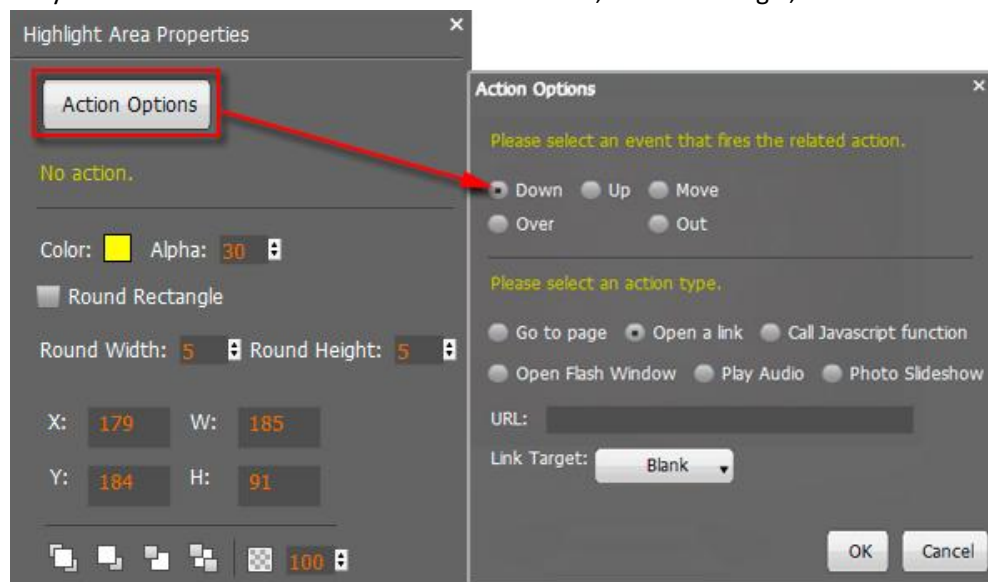 Highlight Area Properties ×
Action Options
No action.
Color: Alpha: 30
Round Rectangle
Round Width: 5 Round Height: 5
X: 179 W: 185
Y: 184 H: 91
100
Action Options ×
Please select an event that fires the related action.
Down Up Move
Over Out
Please select an action type.
Go to page Open a link Call Javascript function
Open Flash Window Play Audio Photo Slideshow
URL:
Link Target: Blank
OK Cancel